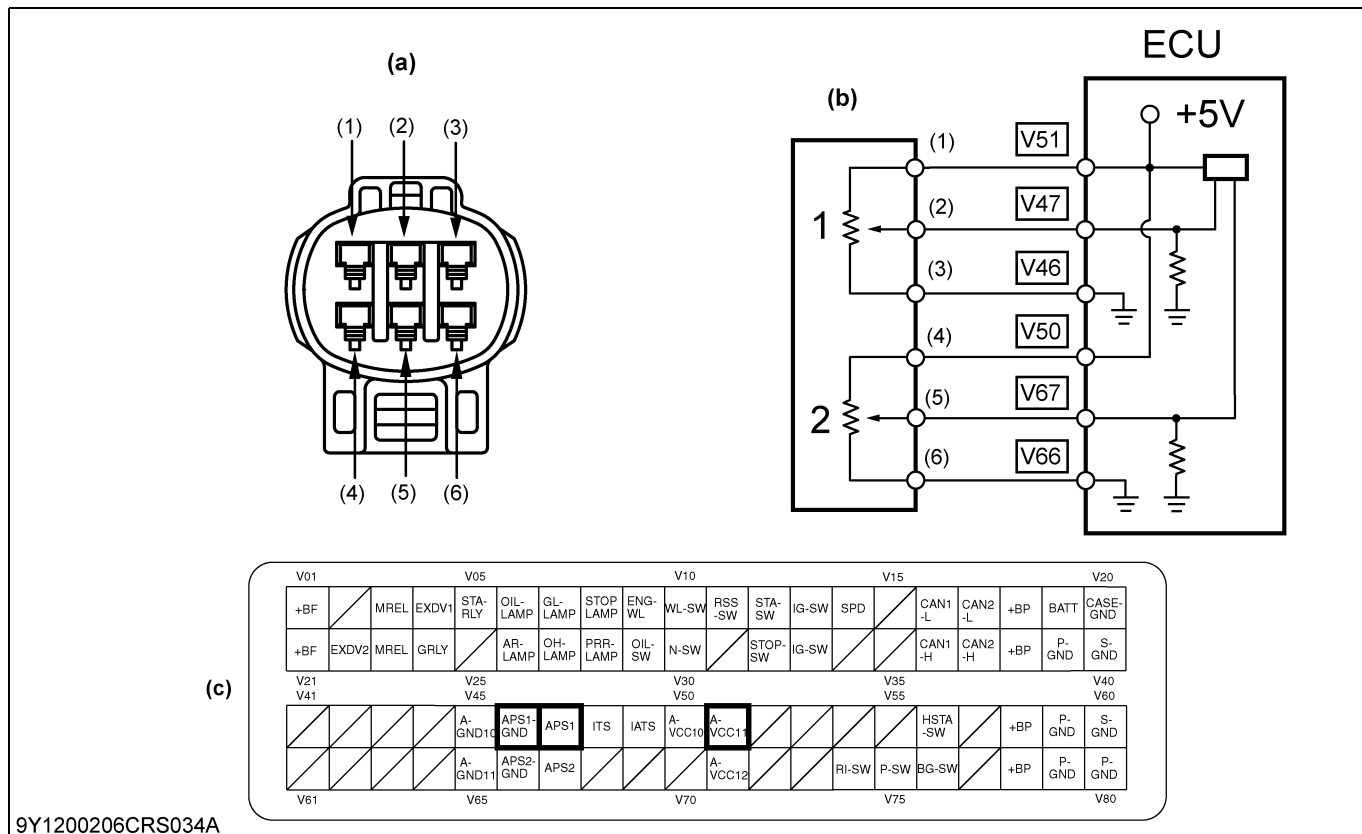 (a)
(1) (2) (3)
(4) (5) (6)
(b)
ECU
+5V
(1) V51
1
(2) V47
(3) V46
(4) V50
2
(5) V67
(6) V66
(c)
V01 V05 V10 V15 V20
+BF MREL EXDV1 STA-RLY OIL-LAMP GL-LAMP STOP LAMP ENG-WL WL-SW RSS-SW STA-SW IG-SW SPD CAN1-L CAN2-L +BP BATT CASE-GND
+BF EXDV2 MREL GRLY AR-LAMP OH-LAMP PRR-LAMP OIL-SW N-SW STOP-SW IG-SW CAN1-H CAN2-H +BP P-GND S-GND
V21 V25 V30 V35 V40
V41 V45 V50 V55 V60
A-GND10 APS1-GND APS1 ITS IATS A-VCC10 A-VCC11 HSTA-SW +BP P-GND S-GND
A-GND11 APS2-GND APS2 A-VCC12 RI-SW P-SW BG-SW +BP P-GND P-GND
V61 V65 V70 V75 V80
9Y1200206CRS034A